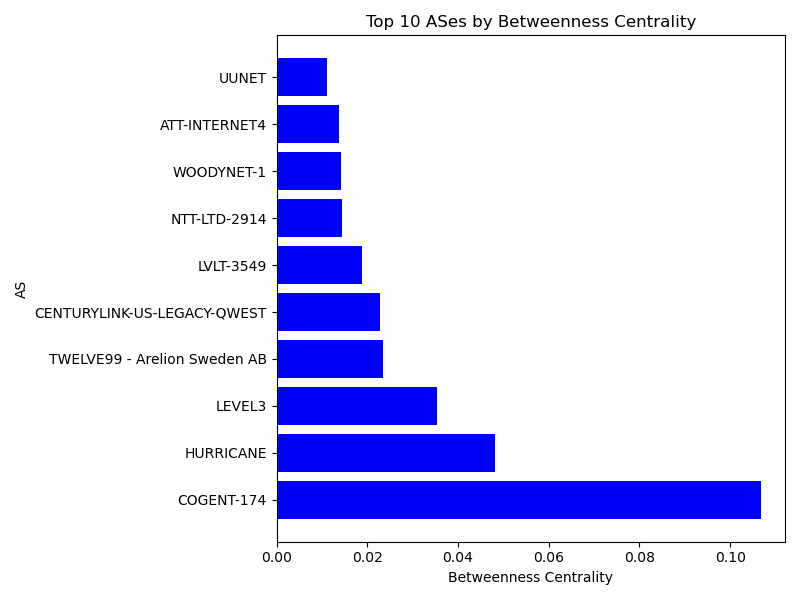 Top 10 ASes by Betweenness Centrality
UUNET
ATT-INTERNET4
WOODYNET-1
NTT-LTD-2914
LVLT-3549
AS
CENTURYLINK-US-LEGACY-QWEST
TWELVE99 - Arelion Sweden AB
LEVEL3
HURRICANE
COGENT-174
0.00 0.02 0.04 0.06 0.08 0.10
Betweenness Centrality